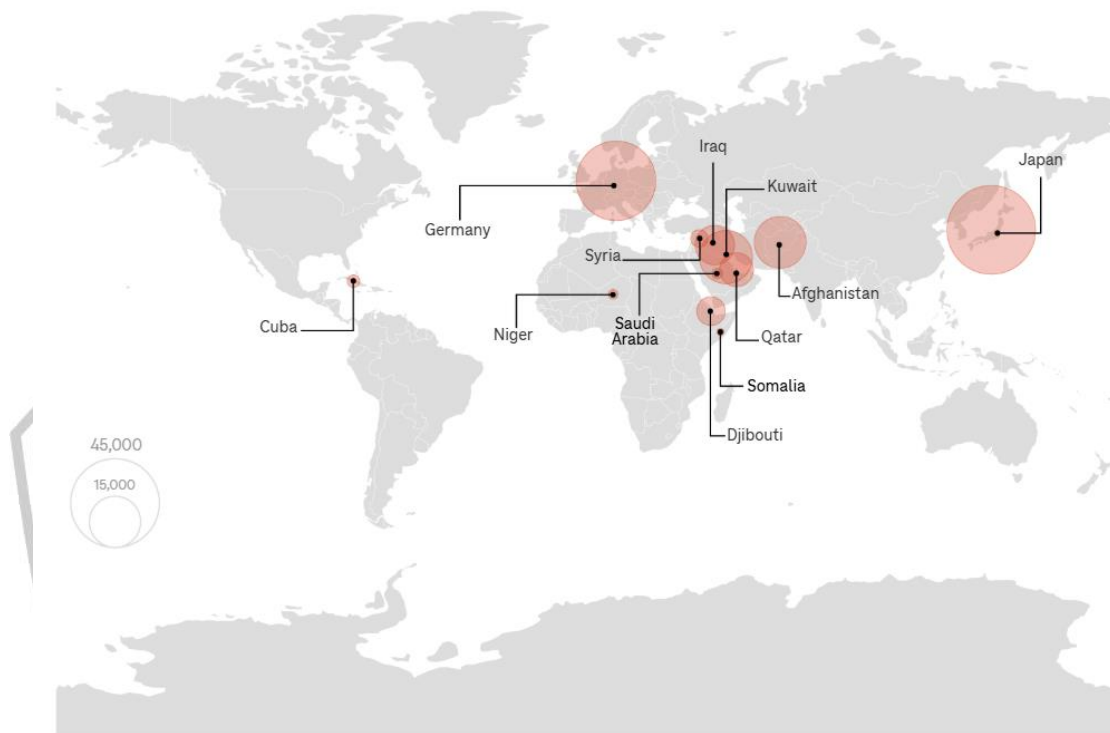 Iraq
Japan
Kuwait
Germany
Syria
Afghanistan
Cuba
Niger
Saudi
Arabia
Qatar
Somalia
Djibouti
45,000
15,000